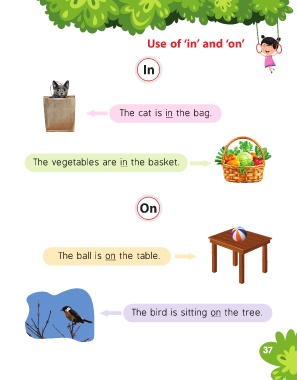 Use of ‘in’ and ‘on’
In
The cat is in the bag.
The vegetables are in the basket.
On
The ball is on the table.
The bird is sitting on the tree.
37